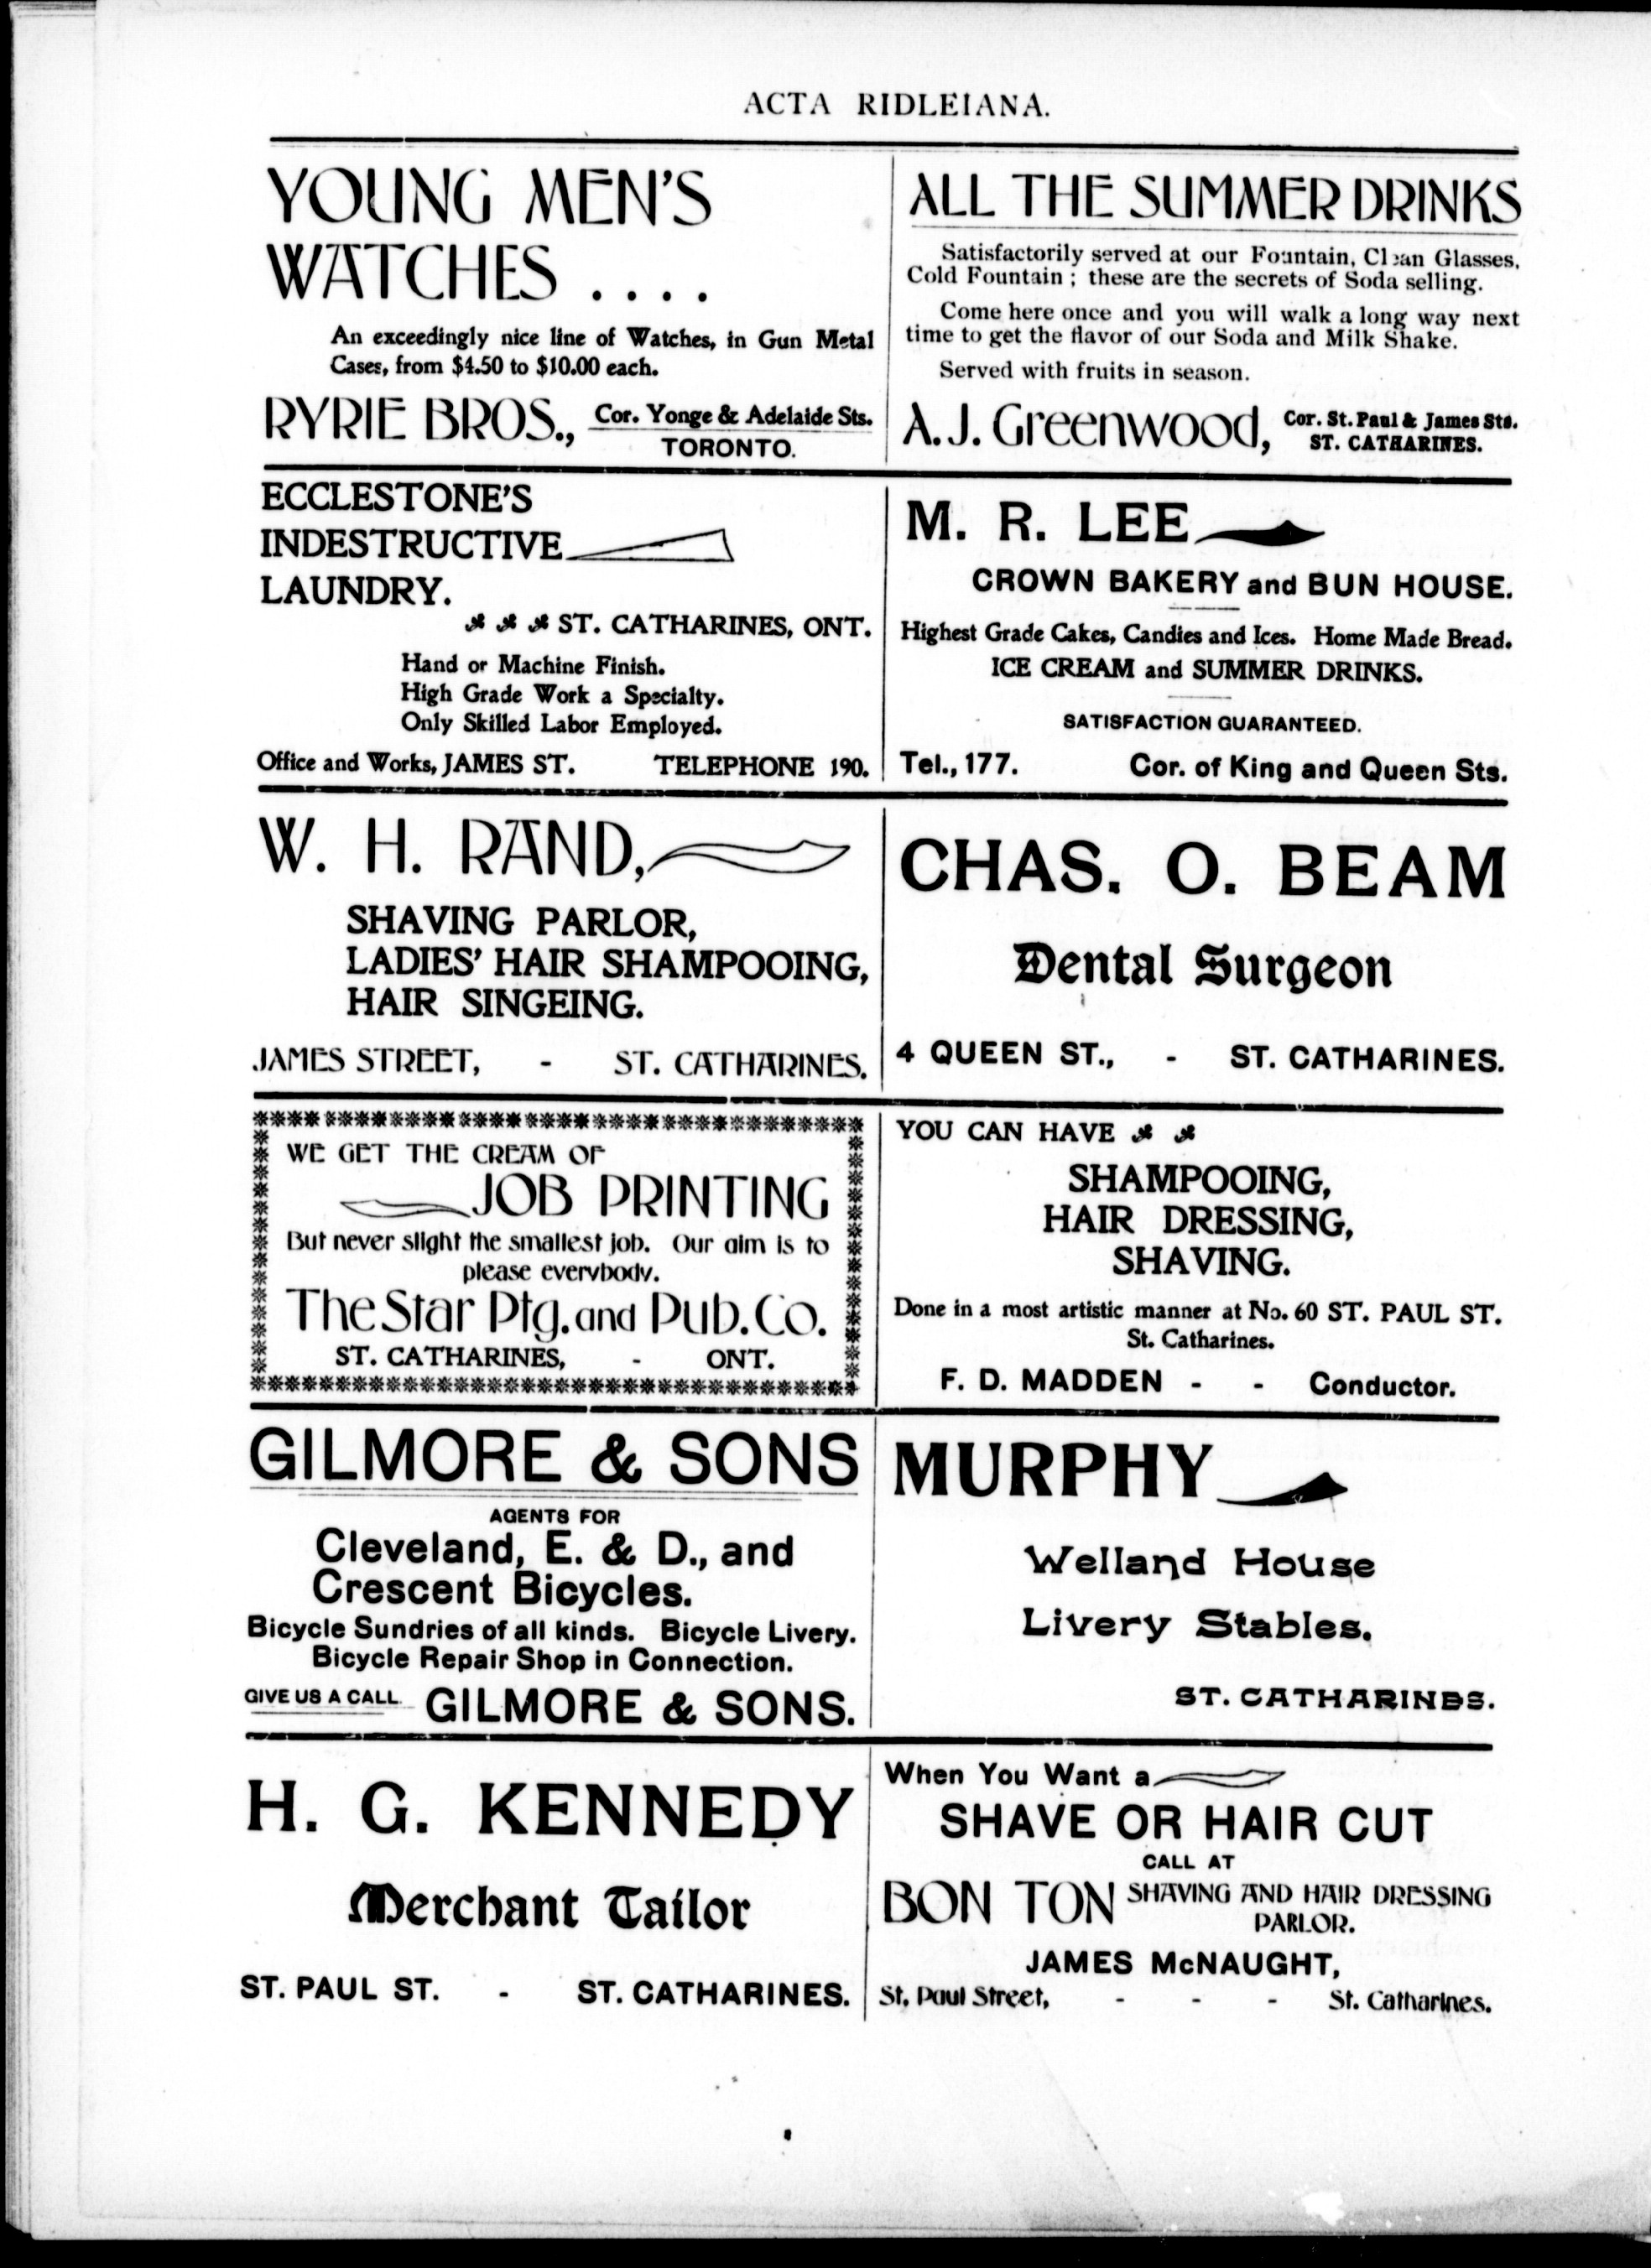 ACTA RIDLEIANA.
YOUNG MEN'S
WATCHES . . . .
An exceedingly nice line of Watches, in Gun Metal
Cases, from $4.50 to $10.00 each.
RYRIE BROS., Cor. Yonge & Adelaide Sts.
TORONTO.
ALL THE SUMMER DRINKS
Satisfactorily served at our Fountain, Clean Glasses,
Cold Fountain ; these are the secrets of Soda selling.
Come here once and you will walk a long way next
time to get the flavor of our Soda and Milk Shake.
Served with fruits in season.
A. J. Greenwood, Cor. St. Paul & James Sts.
ST. CATHARINES.
ECCLESTONE'S
INDESTRUCTIVE
LAUNDRY.
ST. CATHARINES, ONT.
Hand or Machine Finish.
High Grade Work a Specialty.
Only Skilled Labor Employed.
Office and Works, JAMES ST. TELEPHONE 190.
M. R. LEE
CROWN BAKERY and BUN HOUSE.
Highest Grade Cakes, Candies and Ices. Home Made Bread.
ICE CREAM and SUMMER DRINKS.
SATISFACTION GUARANTEED.
Tel., 177. Cor. of King and Queen Sts.
W. H. RAND,
SHAVING PARLOR,
LADIES' HAIR SHAMPOOING,
HAIR SINGEING.
JAMES STREET, - ST. CATHARINES.
CHAS. O. BEAM
Dental Surgeon
4 QUEEN ST., - ST. CATHARINES.
WE GET THE CREAM OF
JOB PRINTING
But never slight the smallest job. Our aim is to
please everybody.
The Star Ptg. and Pub. Co.
ST. CATHARINES, - ONT.
YOU CAN HAVE
SHAMPOOING,
HAIR DRESSING,
SHAVING.
Done in a most artistic manner at No. 60 ST. PAUL ST.
St. Catharines.
F. D. MADDEN - - Conductor.
GILMORE & SONS
AGENTS FOR
Cleveland, E. & D., and
Crescent Bicycles.
Bicycle Sundries of all kinds. Bicycle Livery.
Bicycle Repair Shop in Connection.
GIVE US A CALL. GILMORE & SONS.
MURPHY
Welland House
Livery Stables.
ST. CATHARINES.
H. G. KENNEDY
Merchant Tailor
ST. PAUL ST. - ST. CATHARINES.
When You Want a
SHAVE OR HAIR CUT
CALL AT
BON TON SHAVING AND HAIR DRESSING
PARLOR.
JAMES McNAUGHT,
St. Paul Street, - - - St. Catharines.